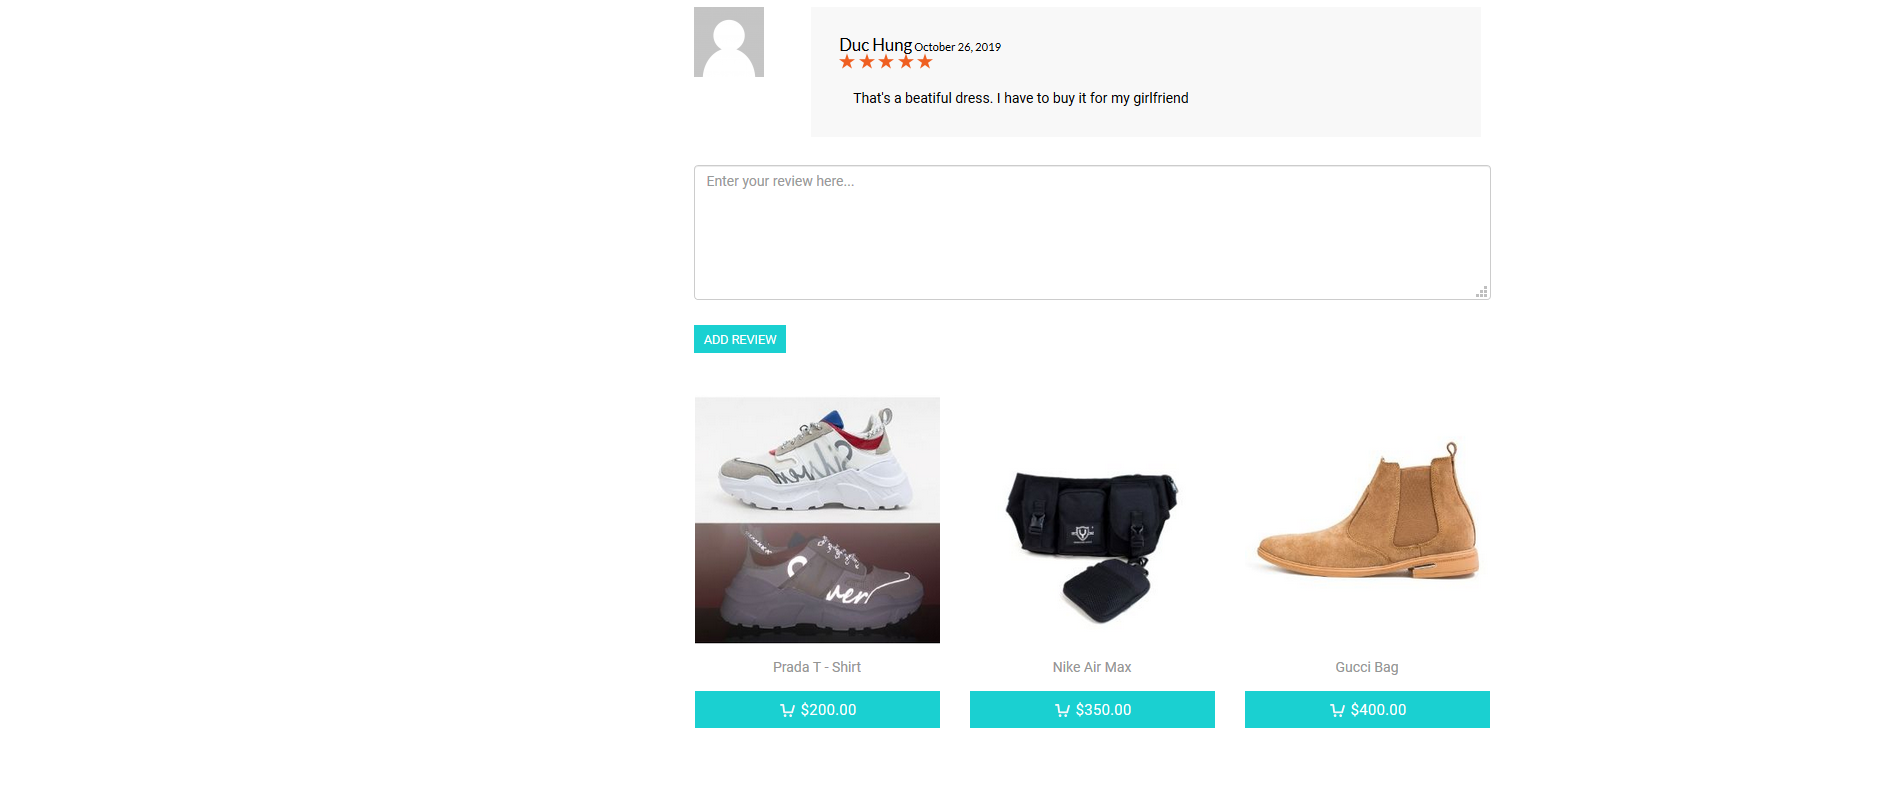 Duc Hung October 26, 2019
That's a beatiful dress. I have to buy it for my girlfriend
Enter your review here...
ADD REVIEW
Prada T - Shirt
Nike Air Max
Gucci Bag
$200.00
$350.00
$400.00